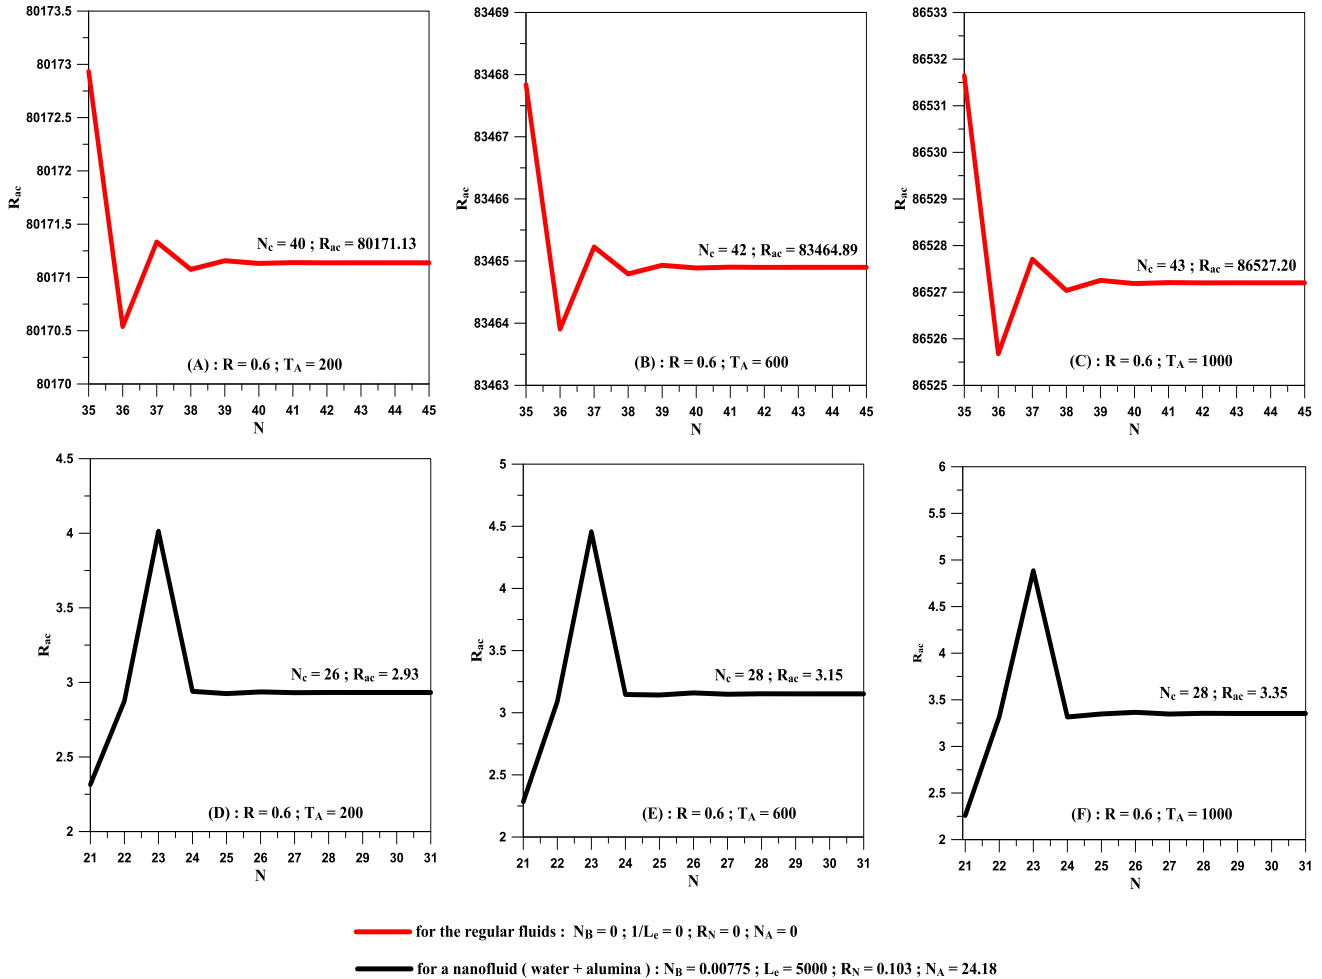 80173.5
80173
80172.5
80172
80171.5
80171
80170.5
80170
Rac
Nc = 40 ; Rac = 80171.13
(A) : R = 0.6 ; TA = 200
35 36 37 38 39 40 41 42 43 44 45
N
83469
83468
83467
83466
83465
83464
83463
Rac
Nc = 42 ; Rac = 83464.89
(B) : R = 0.6 ; TA = 600
35 36 37 38 39 40 41 42 43 44 45
N
86533
86532
86531
86530
86529
86528
86527
86526
86525
Rac
Nc = 43 ; Rac = 86527.20
(C) : R = 0.6 ; TA = 1000
35 36 37 38 39 40 41 42 43 44 45
N
4.5
4
3.5
3
2.5
2
Rac
Nc = 26 ; Rac = 2.93
(D) : R = 0.6 ; TA = 200
21 22 23 24 25 26 27 28 29 30 31
N
5
4.5
4
3.5
3
2.5
2
Rac
Nc = 28 ; Rac = 3.15
(E) : R = 0.6 ; TA = 600
21 22 23 24 25 26 27 28 29 30 31
N
6
5.5
5
4.5
4
3.5
3
2.5
2
Rac
Nc = 28 ; Rac = 3.35
(F) : R = 0.6 ; TA = 1000
21 22 23 24 25 26 27 28 29 30 31
N
for the regular fluids : NB = 0 ; 1/Le = 0 ; RN = 0 ; NA = 0
for a nanofluid ( water + alumina ) : NB = 0.00775 ; Le = 5000 ; RN = 0.103 ; NA = 24.18